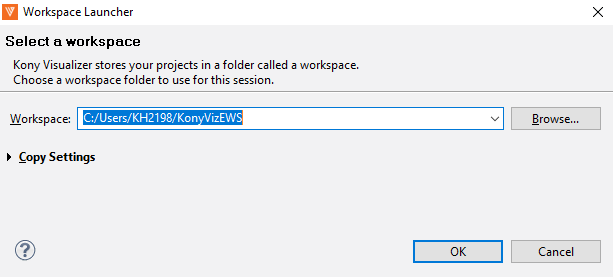 Workspace Launcher
Select a workspace
Kony Visualizer stores your projects in a folder called a workspace.
Choose a workspace folder to use for this session.
Workspace: C:/Users/KH2198/KonyVizEWS Browse...
Copy Settings
? OK Cancel